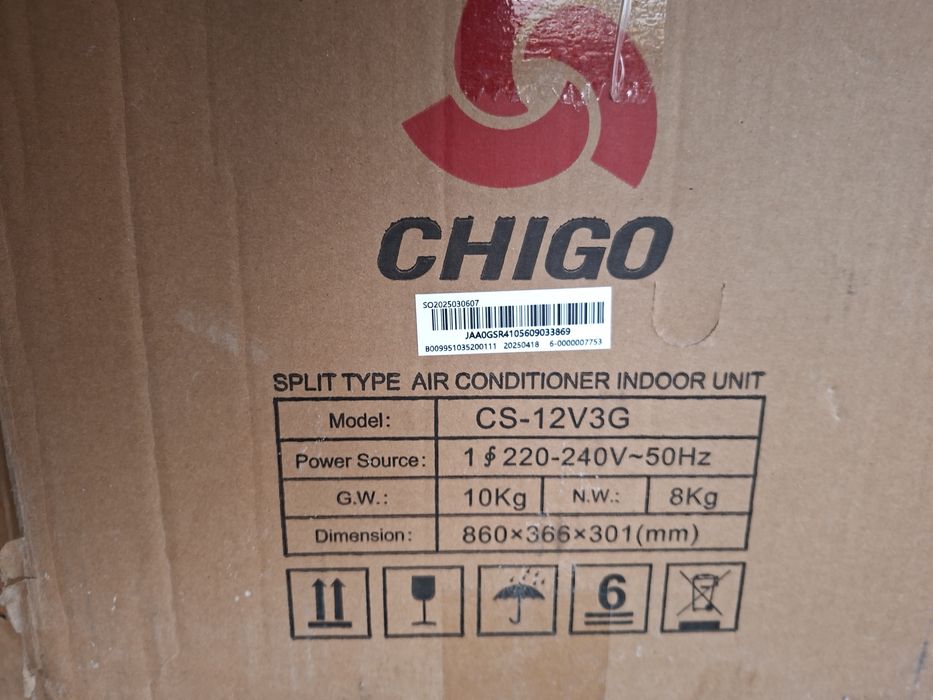 CHIGO
SO2025030607
JAA0GSR4105609033869
B009951035200111 20250418 6-0000007753
SPLIT TYPE AIR CONDITIONER INDOOR UNIT
Model: CS-12V3G
Power Source: 1∮220-240V~50Hz
G.W.: 10Kg N.W.: 8Kg
Dimension: 860×366×301(mm)
6